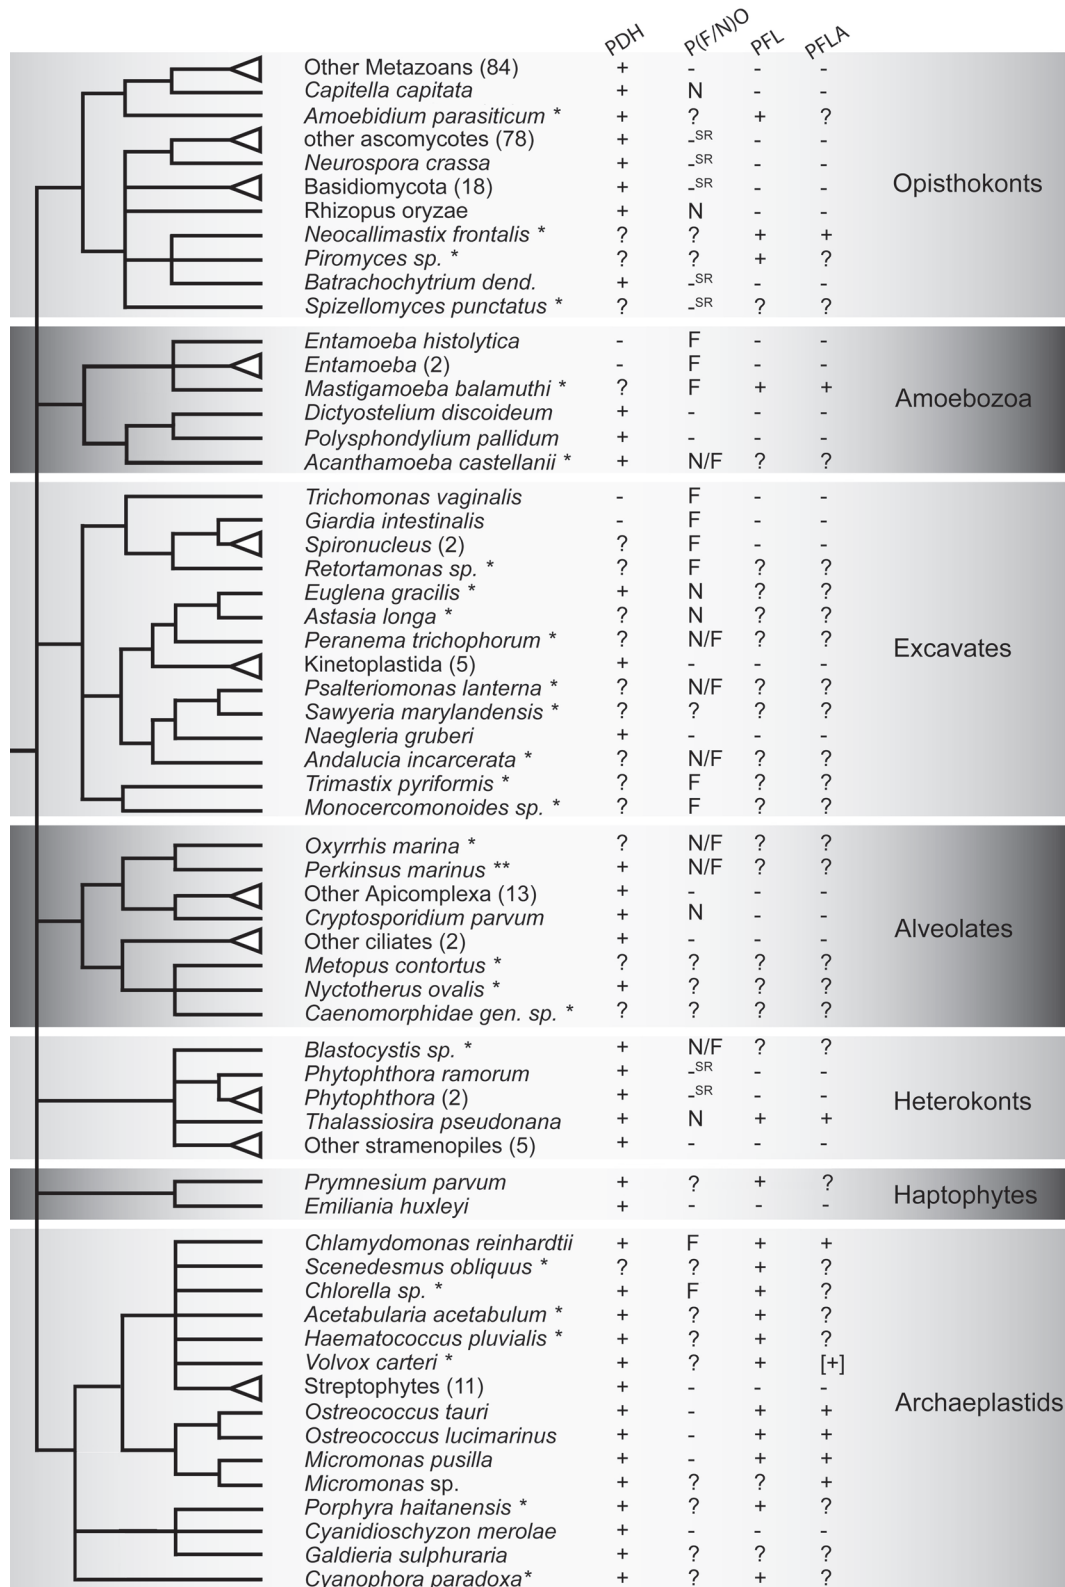 PDH P(F/N)O PFL PFLA
Other Metazoans (84) + - - -
Capitella capitata + N - -
Amoebidium parasiticum * + ? + ?
other ascomycotes (78) + -SR - -
Neurospora crassa + -SR - -
Opisthokonts
Basidiomycota (18) + -SR - -
Rhizopus oryzae + N - -
Neocallimastix frontalis * ? ? + +
Piromyces sp. * ? ? + ?
Batrachochytrium dend. + -SR - -
Spizellomyces punctatus * ? -SR ? ?
Entamoeba histolytica - F - -
Entamoeba (2) - F - -
Mastigamoeba balamuthi * ? F + +
Amoebozoa
Dictyostelium discoideum + - - -
Polysphondylium pallidum + - - -
Acanthamoeba castellanii * + N/F ? ?
Trichomonas vaginalis - F - -
Giardia intestinalis - F - -
Spironucleus (2) ? F - -
Retortamonas sp. * ? F ? ?
Euglena gracilis * + N ? ?
Astasia longa * ? N ? ?
Peranema trichophorum * ? N/F ? ?
Excavates
Kinetoplastida (5) + - - -
Psalteriomonas lanterna * ? N/F ? ?
Sawyeria marylandensis * ? ? ? ?
Naegleria gruberi + - - -
Andalucia incarcerata * ? N/F ? ?
Trimastix pyriformis * ? F ? ?
Monocercomonoides sp. * ? F ? ?
Oxyrrhis marina * ? N/F ? ?
Perkinsus marinus ** + N/F ? ?
Other Apicomplexa (13) + - - -
Cryptosporidium parvum + N - -
Alveolates
Other ciliates (2) + - - -
Metopus contortus * ? ? ? ?
Nyctotherus ovalis * + ? ? ?
Caenomorphidae gen. sp. * ? ? ? ?
Blastocystis sp. * + N/F ? ?
Phytophthora ramorum + -SR - -
Phytophthora (2) + -SR - -
Heterokonts
Thalassiosira pseudonana + N + +
Other stramenopiles (5) + - - -
Prymnesium parvum + ? + ?
Haptophytes
Emiliania huxleyi + - - -
Chlamydomonas reinhardtii + F + +
Scenedesmus obliquus * ? ? + ?
Chlorella sp. * + F + ?
Acetabularia acetabulum * + ? + ?
Haematococcus pluvialis * + ? + ?
Volvox carteri * + ? + [+]
Streptophytes (11) + - - -
Archaeplastids
Ostreococcus tauri + - + +
Ostreococcus lucimarinus + - + +
Micromonas pusilla + - + +
Micromonas sp. + ? ? +
Porphyra haitanensis * + ? + ?
Cyanidioschyzon merolae + - - -
Galdieria sulphuraria + ? ? ?
Cyanophora paradoxa* + ? + ?